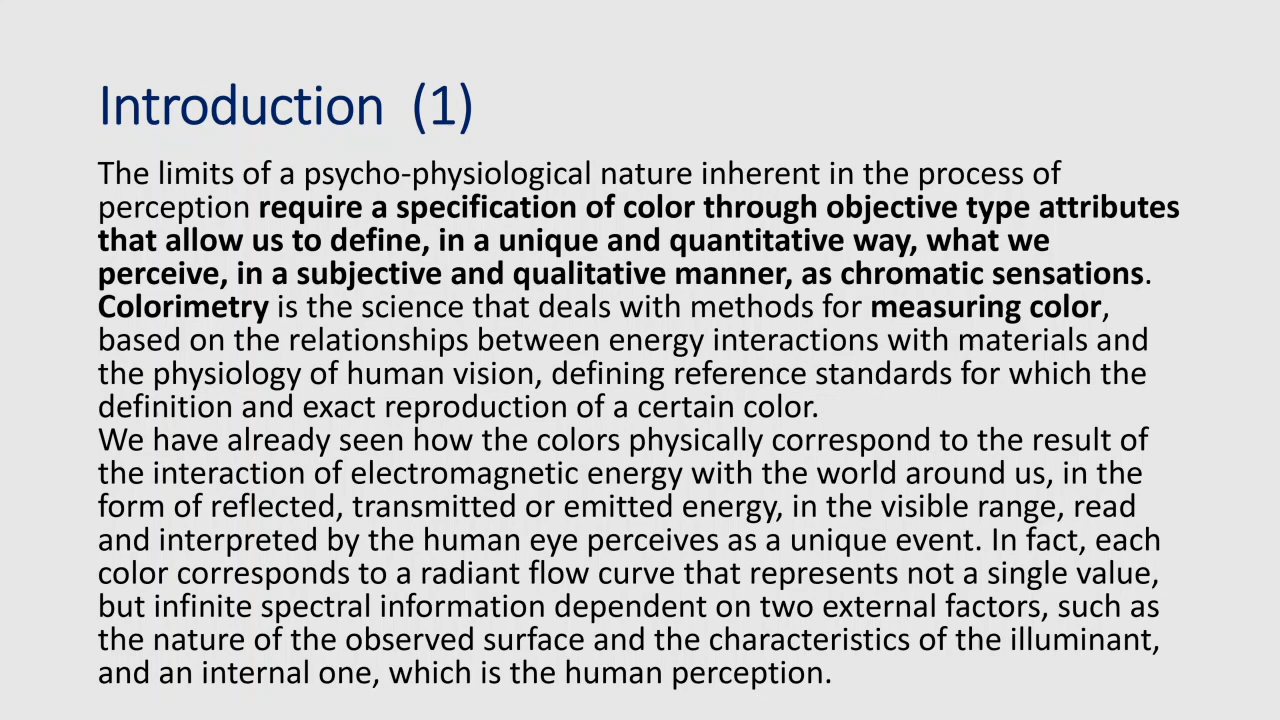 Introduction (1)
The limits of a psycho-physiological nature inherent in the process of
perception require a specification of color through objective type attributes
that allow us to define, in a unique and quantitative way, what we
perceive, in a subjective and qualitative manner, as chromatic sensations.
Colorimetry is the science that deals with methods for measuring color,
based on the relationships between energy interactions with materials and
the physiology of human vision, defining reference standards for which the
definition and exact reproduction of a certain color.
We have already seen how the colors physically correspond to the result of
the interaction of electromagnetic energy with the world around us, in the
form of reflected, transmitted or emitted energy, in the visible range, read
and interpreted by the human eye perceives as a unique event. In fact, each
color corresponds to a radiant flow curve that represents not a single value,
but infinite spectral information dependent on two external factors, such as
the nature of the observed surface and the characteristics of the illuminant,
and an internal one, which is the human perception.